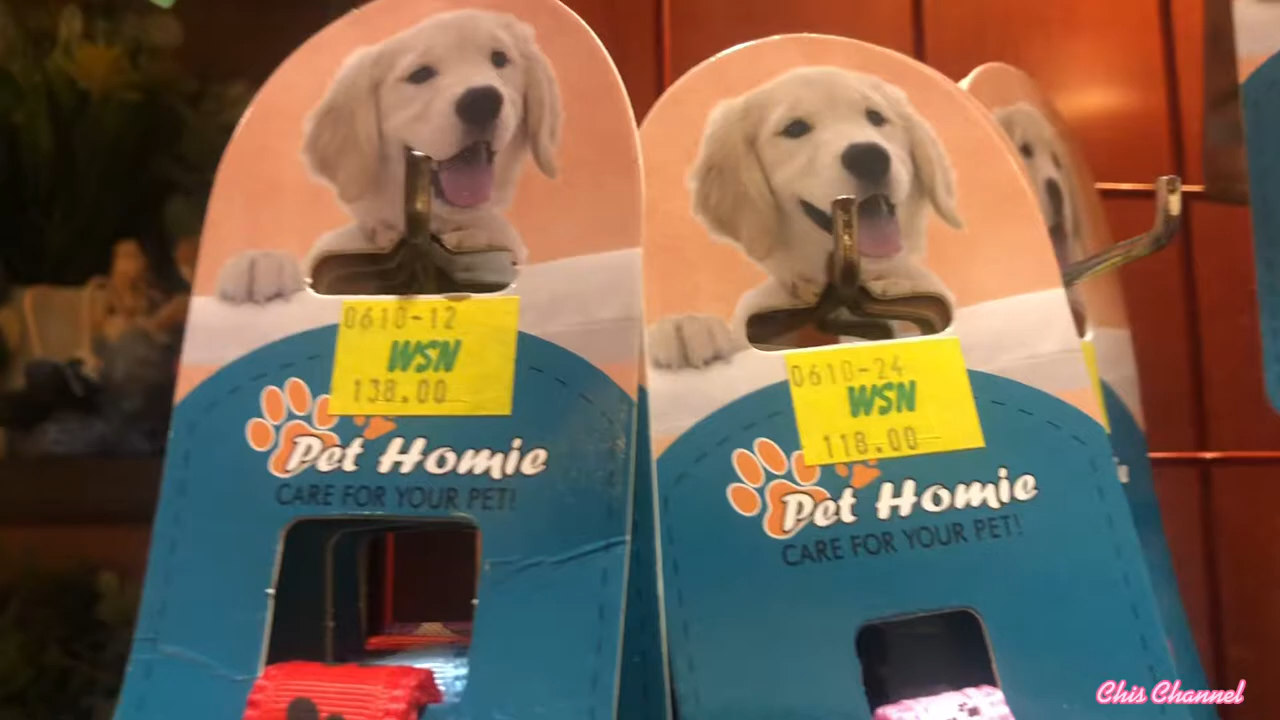 0610-12
WSN
138.00
Pet Homie
CARE FOR YOUR PET!
0610-24
WSN
118.00
Pet Homie
CARE FOR YOUR PET!
Chis Channel